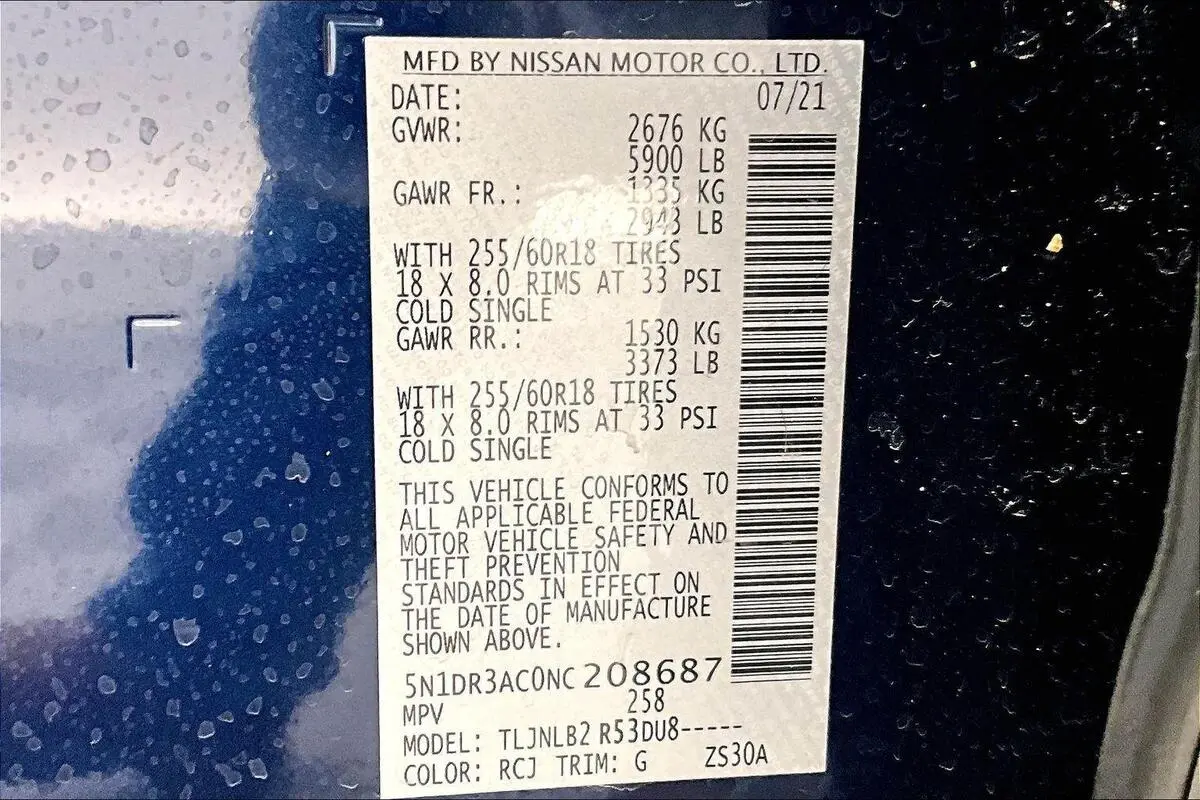 MFD BY NISSAN MOTOR CO., LTD.
DATE: 07/21
GVWR: 2676 KG
5900 LB
GAWR FR.: 1335 KG
2943 LB
WITH 255/60R18 TIRES
18 X 8.0 RIMS AT 33 PSI
COLD SINGLE
GAWR RR.: 1530 KG
3373 LB
WITH 255/60R18 TIRES
18 X 8.0 RIMS AT 33 PSI
COLD SINGLE
THIS VEHICLE CONFORMS TO
ALL APPLICABLE FEDERAL
MOTOR VEHICLE SAFETY AND
THEFT PREVENTION
STANDARDS IN EFFECT ON
THE DATE OF MANUFACTURE
SHOWN ABOVE.
5N1DR3AC0NC 208687
MPV 258
MODEL: TLJNLB2 R53DU8-----
COLOR: RCJ TRIM: G ZS30A